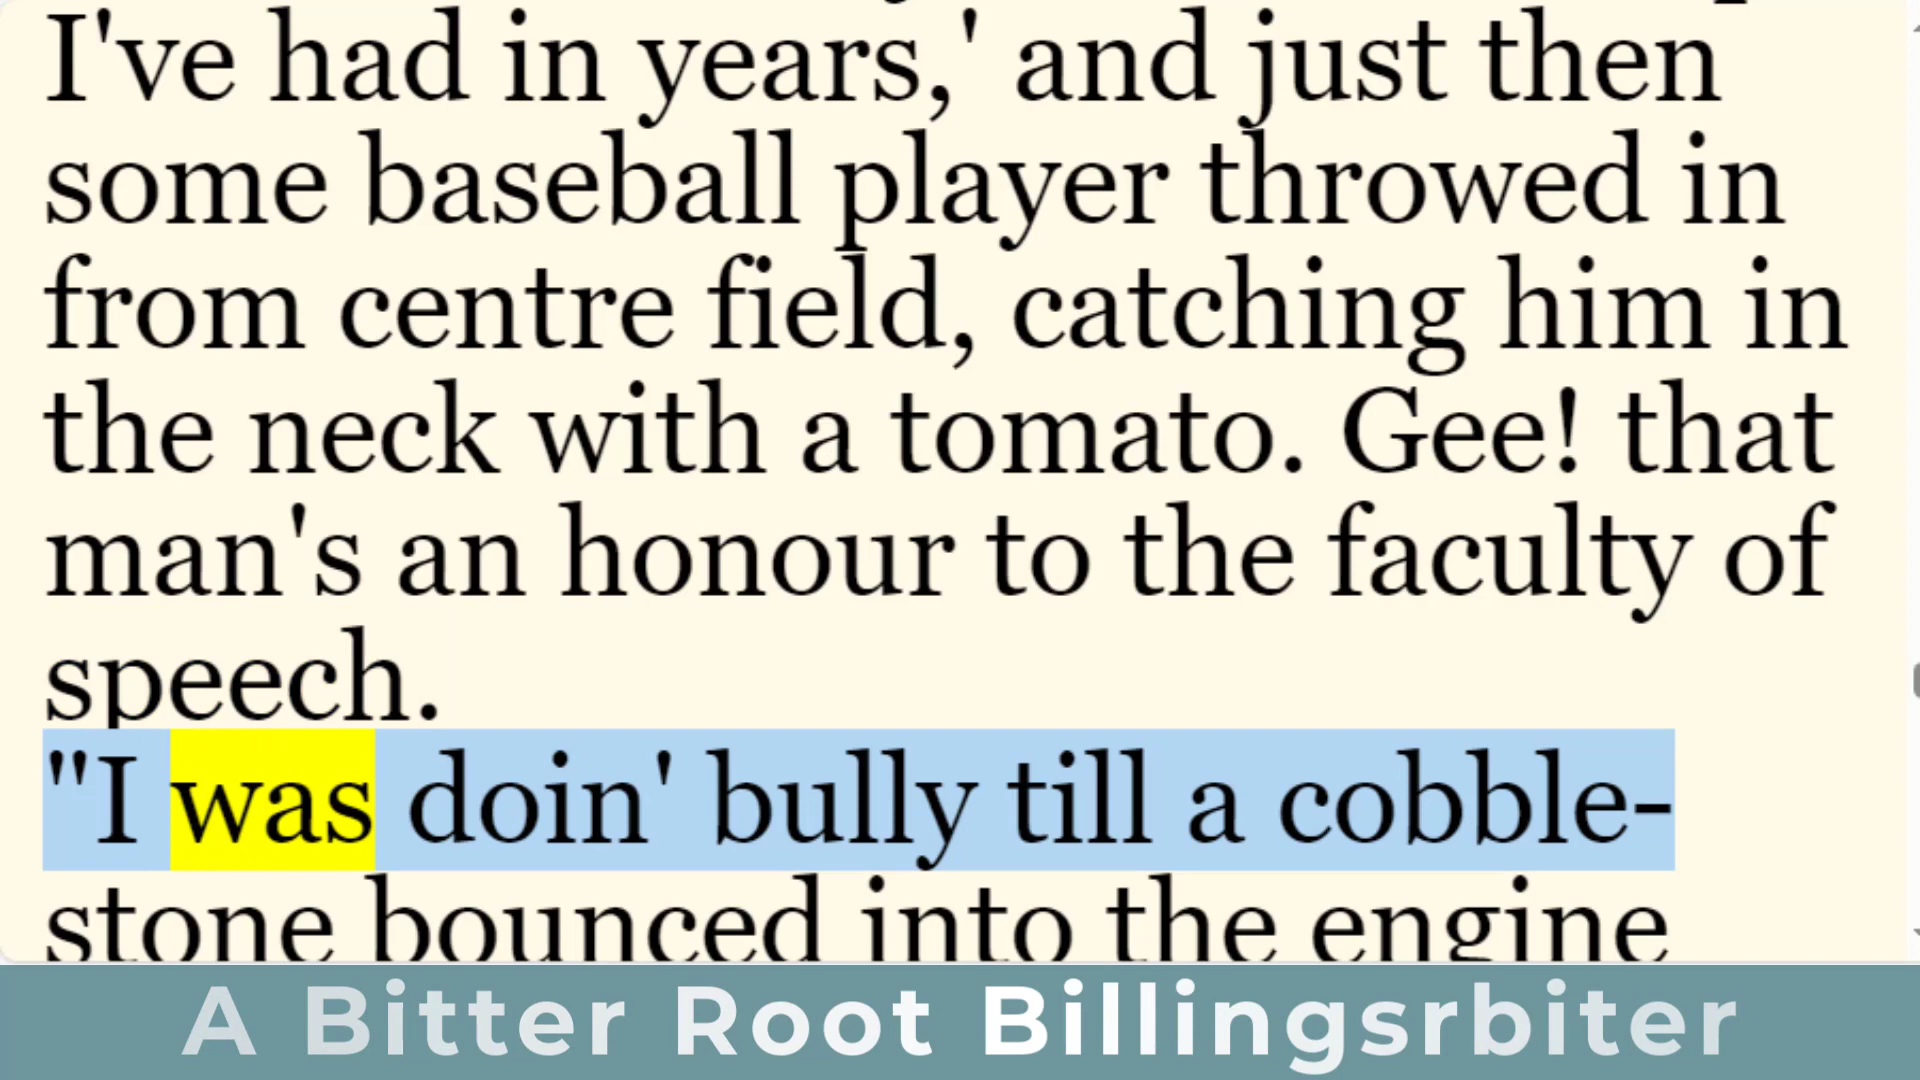 I've had in years,' and just then
some baseball player throwed in
from centre field, catching him in
the neck with a tomato. Gee! that
man's an honour to the faculty of
speech.
"I was doin' bully till a cobble-
stone bounced into the engine
A Bitter Root Billingsrbiter